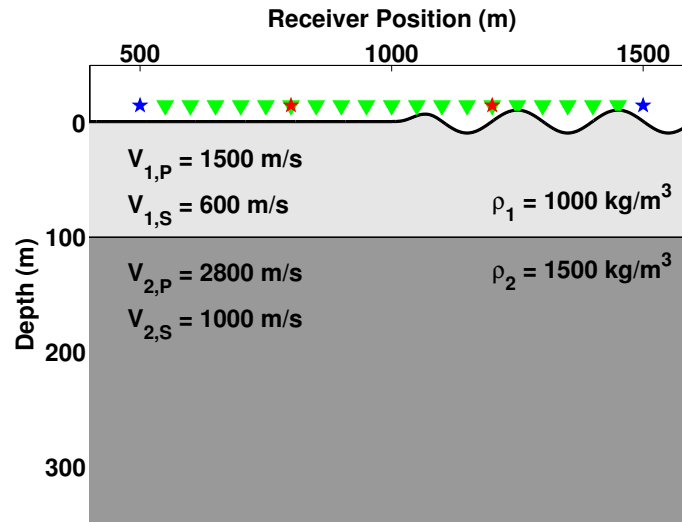 Receiver Position (m)
500 1000 1500
0
V1,P = 1500 m/s
V1,S = 600 m/s
ρ1 = 1000 kg/m³
100
V2,P = 2800 m/s
ρ2 = 1500 kg/m³
V2,S = 1000 m/s
Depth (m)
200
300